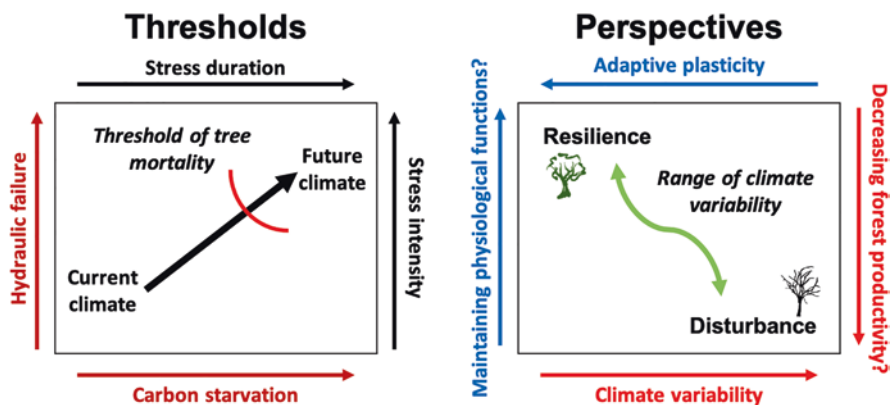 Thresholds
Stress duration
Hydraulic failure
Threshold of tree
mortality
Future
climate
Current
climate
Stress intensity
Carbon starvation
Perspectives
Adaptive plasticity
Maintaining physiological functions?
Resilience
Range of climate
variability
Disturbance
Decreasing forest productivity?
Climate variability